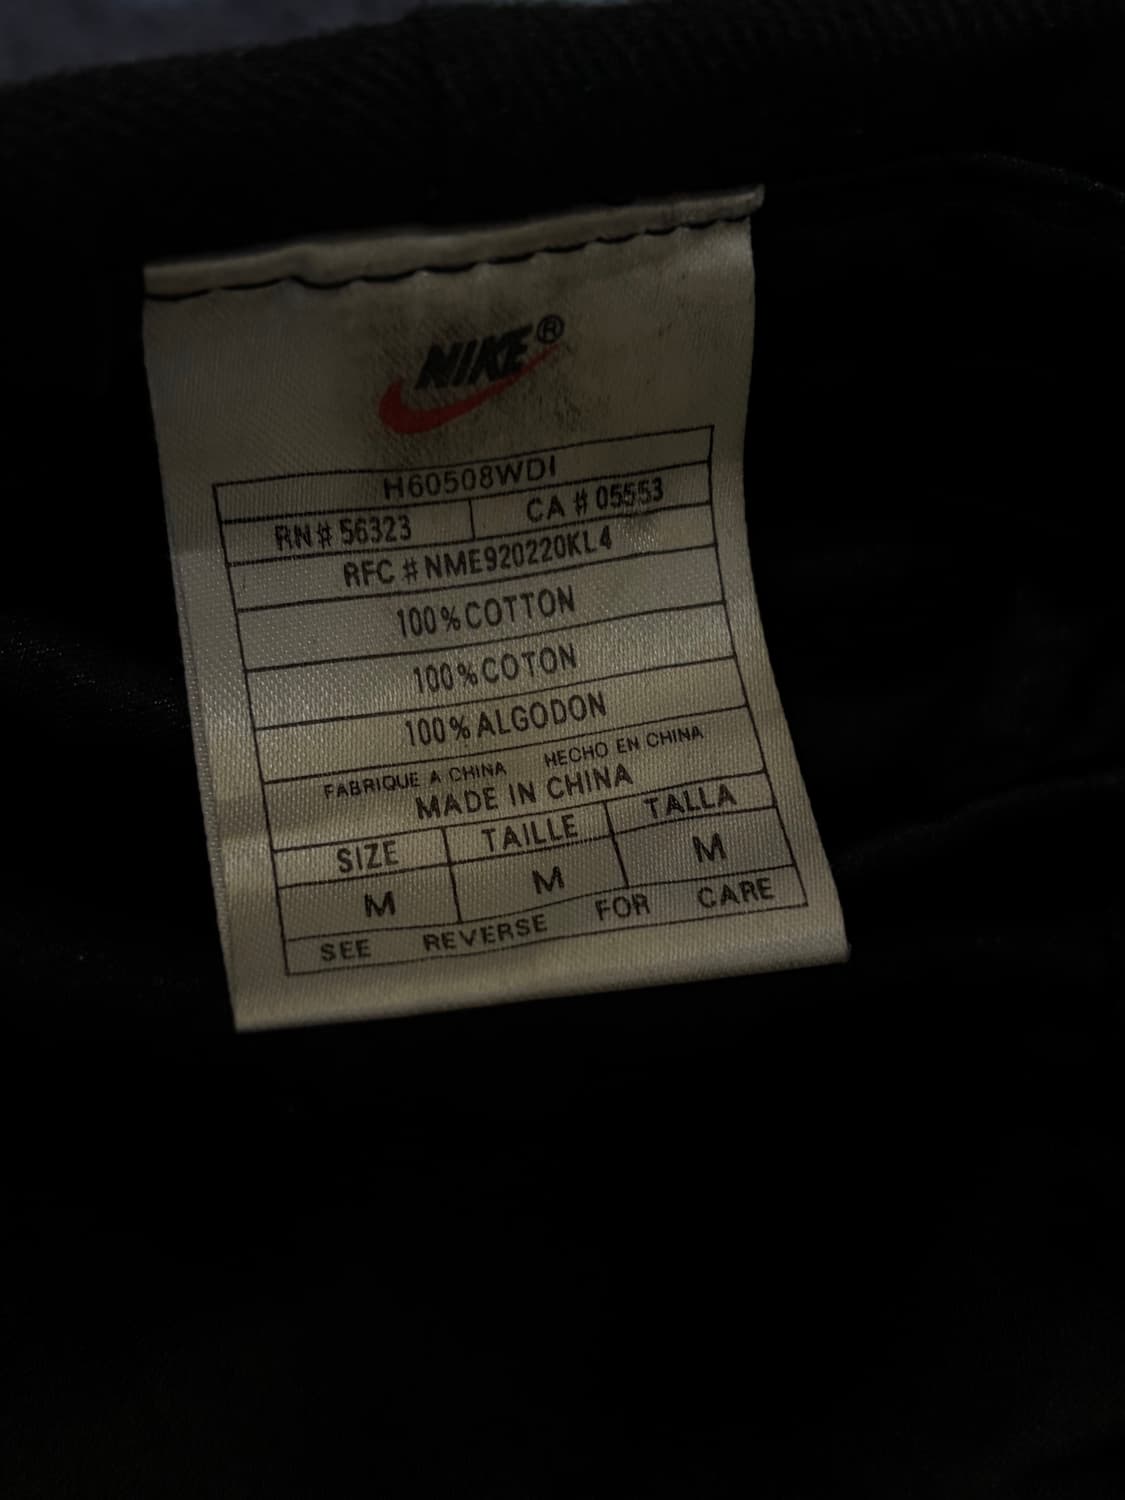 NIKE®
H60508WDI
RN# 56323 CA # 05553
RFC # NME920220KL4
100% COTTON
100% COTON
100% ALGODON
FABRIQUE A CHINA HECHO EN CHINA
MADE IN CHINA
SIZE TAILLE TALLA
M M M
SEE REVERSE FOR CARE